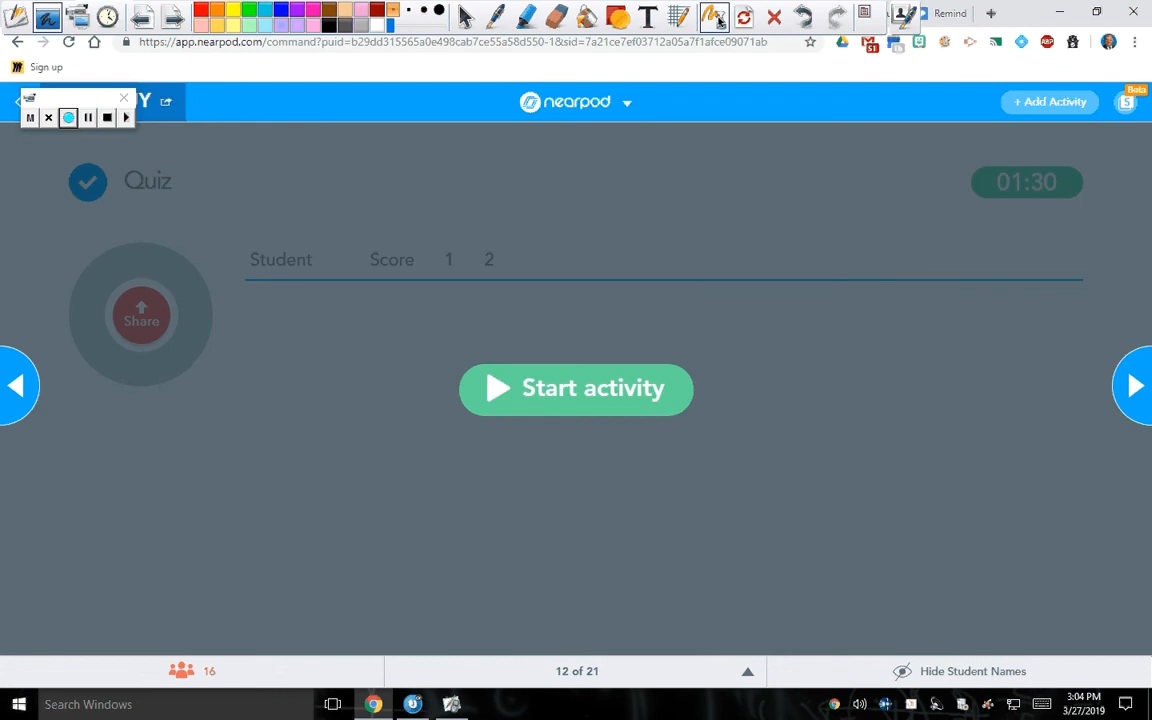 Remind
https://app.nearpod.com/command?puid=b29dd315565a0e498cab7ce55a58d550-1&sid=7a21ce7ef03712a05a7f1afce09071ab
Sign up
Y
nearpod
+ Add Activity
Beta
S
Quiz
01:30
Student Score 1 2
Share
Start activity
16
12 of 21
Hide Student Names
Search Windows
3:04 PM
3/27/2019